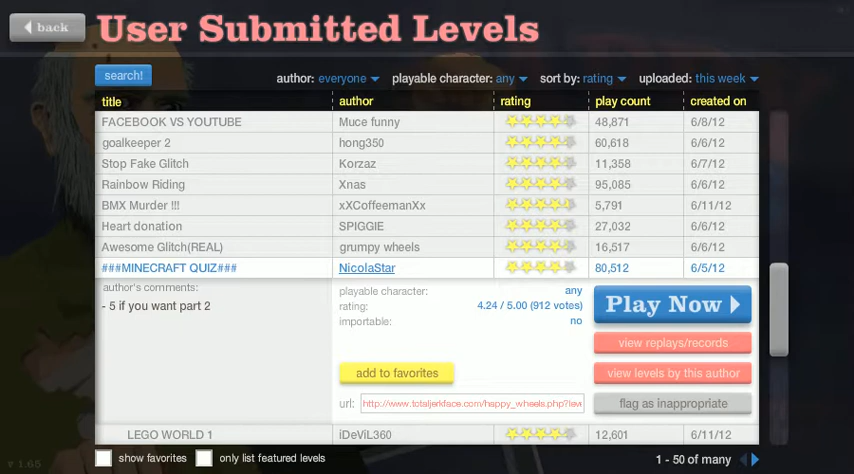 back
User Submitted Levels
search!
author: everyone playable character: any sort by: rating uploaded: this week
title author rating play count created on
FACEBOOK VS YOUTUBE Muce funny 48,871 6/8/12
goalkeeper 2 hong350 60,618 6/6/12
Stop Fake Glitch Korzaz 11,358 6/7/12
Rainbow Riding Xnas 95,085 6/6/12
BMX Murder !!! xXCoffeemanXx 5,791 6/11/12
Heart donation SPIGGIE 27,032 6/6/12
Awesome Glitch(REAL) grumpy wheels 16,517 6/6/12
###MINECRAFT QUIZ### NicolaStar 80,512 6/5/12
author's comments:
- 5 if you want part 2
playable character: any
rating: 4.24 / 5.00 (912 votes)
importable: no
add to favorites
url: http://www.totaljerkface.com/happy_wheels.php?lev
Play Now
view replays/records
view levels by this author
flag as inappropriate
LEGO WORLD 1 iDeViL360 12,601 6/11/12
show favorites only list featured levels 1 - 50 of many
v 1.65